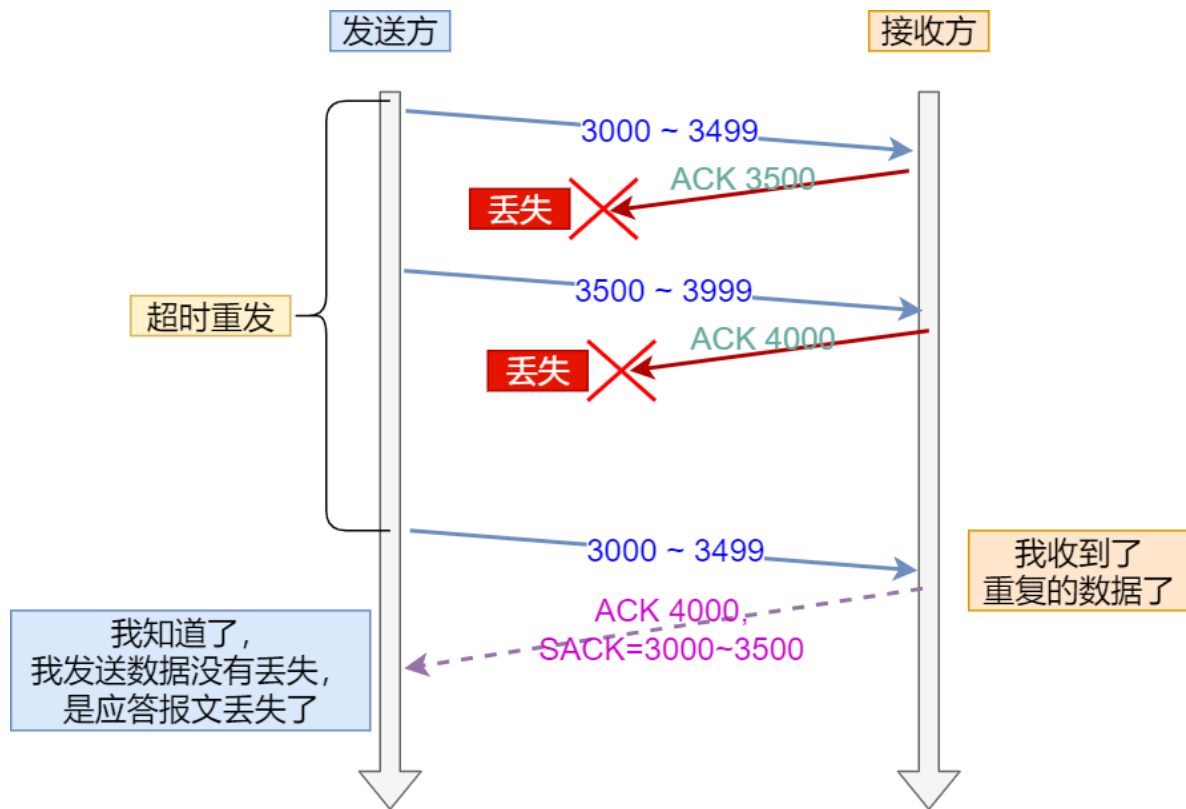 发送方
接收方
3000 ~ 3499
ACK 3500
丢失
3500 ~ 3999
超时重发
ACK 4000
丢失
3000 ~ 3499
我收到了
重复的数据了
ACK 4000,
SACK=3000~3500
我知道了，
我发送数据没有丢失，
是应答报文丢失了